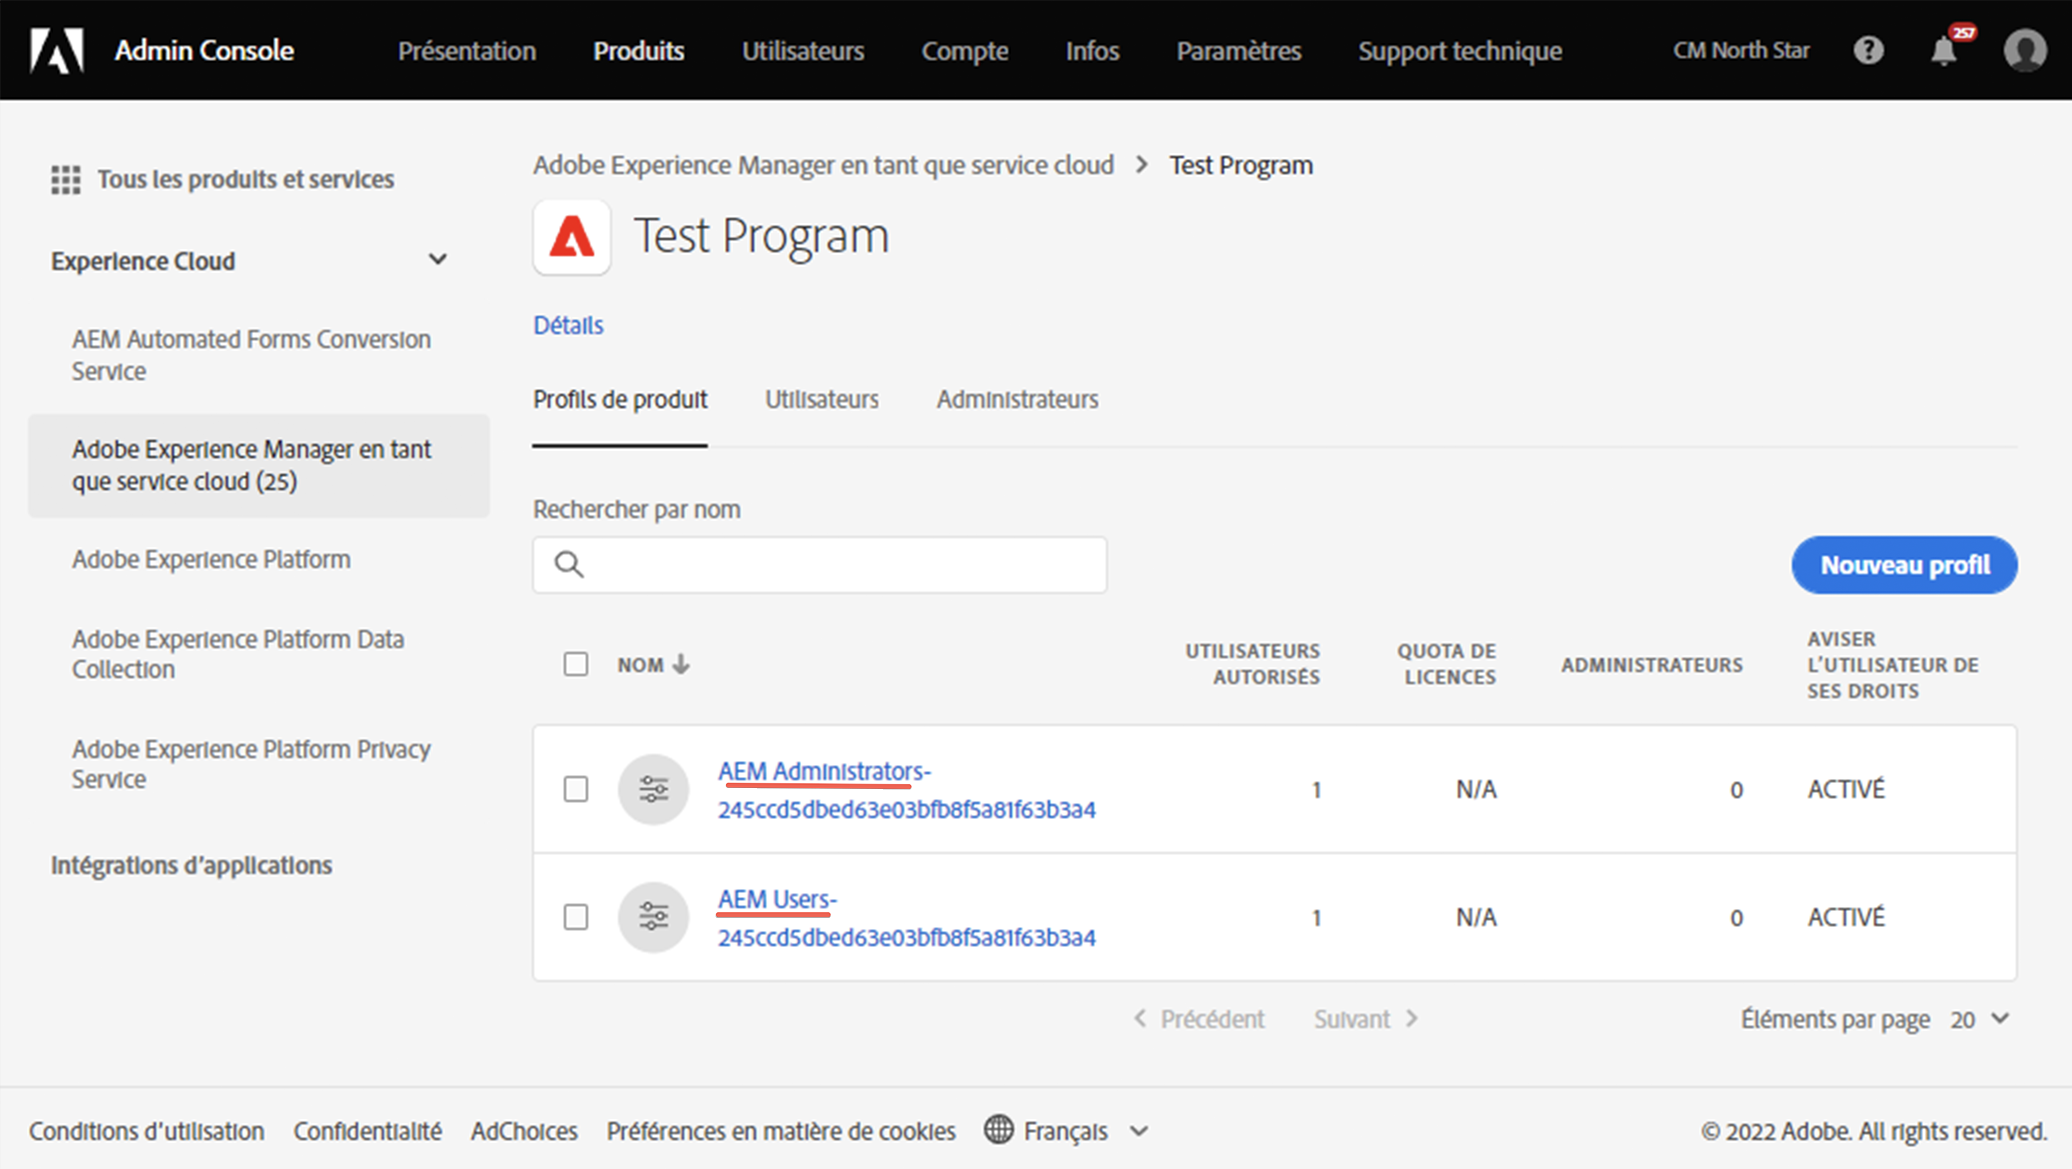 Admin Console
Présentation
Produits
Utilisateurs
Compte
Infos
Paramètres
Support technique
CM North Star
257
Tous les produits et services
Experience Cloud
AEM Automated Forms Conversion
Service
Adobe Experience Manager en tant
que service cloud (25)
Adobe Experience Platform
Adobe Experience Platform Data
Collection
Adobe Experience Platform Privacy
Service
Intégrations d’applications
Adobe Experience Manager en tant que service cloud > Test Program
Test Program
Détails
Profils de produit
Utilisateurs
Administrateurs
Rechercher par nom
Nouveau profil
NOM
UTILISATEURS
AUTORISÉS
QUOTA DE
LICENCES
ADMINISTRATEURS
AVISER
L’UTILISATEUR DE
SES DROITS
AEM Administrators-
245ccd5dbed63e03bfb8f5a81f63b3a4
1
N/A
0
ACTIVÉ
AEM Users-
245ccd5dbed63e03bfb8f5a81f63b3a4
1
N/A
0
ACTIVÉ
Précédent
Suivant
Éléments par page 20
Conditions d’utilisation
Confidentialité
AdChoices
Préférences en matière de cookies
Français
© 2022 Adobe. All rights reserved.